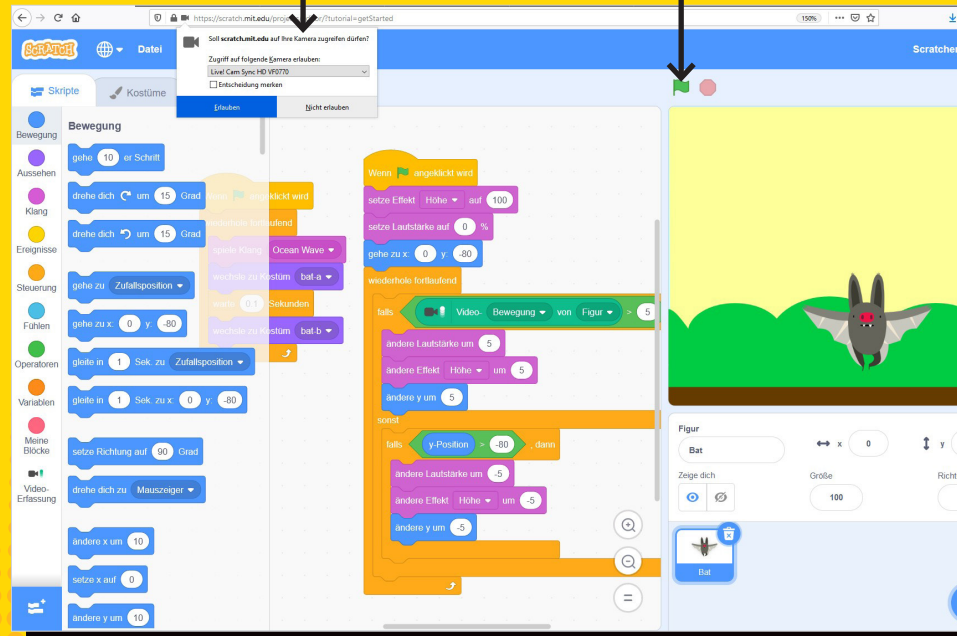 https://scratch.mit.edu/proje
or/?tutorial=getStarted
150%
SCRATCH
Datei
Scratcher
Soll scratch.mit.edu auf Ihre Kamera zugreifen dürfen?
Zugriff auf folgende Kamera erlauben:
Live! Cam Sync HD VF0770
Entscheidung merken
Erlauben
Nicht erlauben
Skripte
Kostüme
Bewegung
Aussehen
Klang
Ereignisse
Steuerung
Fühlen
Operatoren
Variablen
Meine
Blöcke
Video-
Erfassung
Bewegung
gehe 10 er Schritt
drehe dich um 15 Grad
drehe dich um 15 Grad
gehe zu Zufallsposition
gehe zu x: 0 y: -80
gleite in 1 Sek. zu Zufallsposition
gleite in 1 Sek. zu x: 0 y: -80
setze Richtung auf 90 Grad
drehe dich zu Mauszeiger
ändere x um 10
setze x auf 0
ändere y um 10
Wenn angeklickt wird
wiederhole fortlaufend
spiele Klang Ocean Wave
wechsle zu Kostüm bat-a
warte 0.1 Sekunden
wechsle zu Kostüm bat-b
Wenn angeklickt wird
setze Effekt Höhe auf 100
setze Lautstärke auf 0 %
gehe zu x: 0 y: -80
wiederhole fortlaufend
falls Video- Bewegung von Figur > 5
ändere Lautstärke um 5
ändere Effekt Höhe um 5
ändere y um 5
sonst
falls y-Position > -80 , dann
ändere Lautstärke um -5
ändere Effekt Höhe um -5
ändere y um -5
Figur
Bat
x 0
y
Zeige dich
Größe
100
Richt
Bat